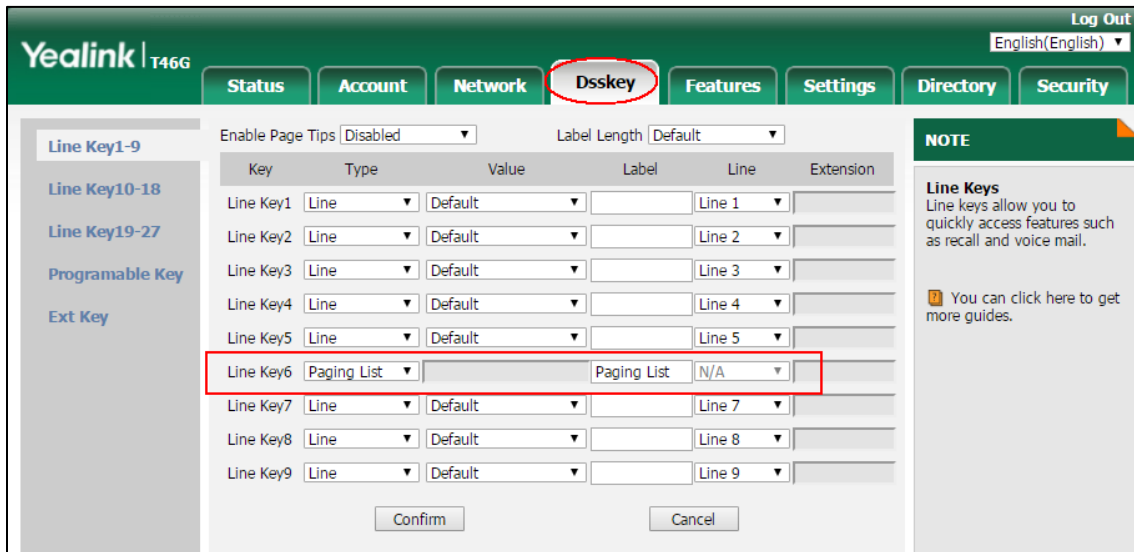 Log Out
Yealink T46G
English(English)
Status Account Network Dsskey Features Settings Directory Security
Line Key1-9
Line Key10-18
Line Key19-27
Programable Key
Ext Key
Enable Page Tips Disabled Label Length Default
Key Type Value Label Line Extension
Line Key1 Line Default Line 1
Line Key2 Line Default Line 2
Line Key3 Line Default Line 3
Line Key4 Line Default Line 4
Line Key5 Line Default Line 5
Line Key6 Paging List Paging List N/A
Line Key7 Line Default Line 7
Line Key8 Line Default Line 8
Line Key9 Line Default Line 9
Confirm Cancel
NOTE
Line Keys
Line keys allow you to
quickly access features such
as recall and voice mail.
You can click here to get
more guides.